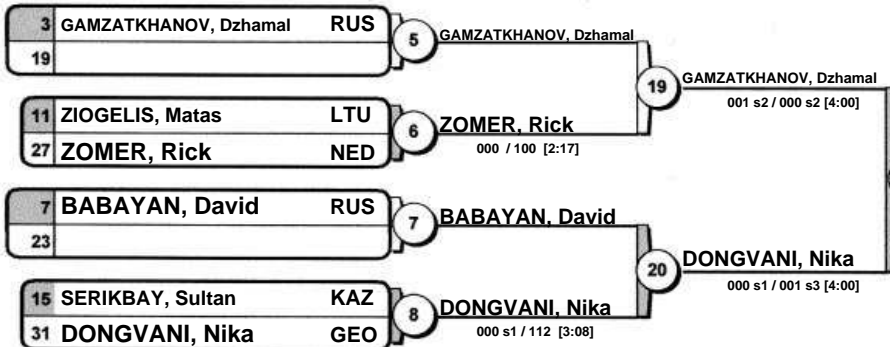 3 GAMZATKHANOV, Dzhamal RUS
19
5
GAMZATKHANOV, Dzhamal
11 ZIOGELIS, Matas LTU
27 ZOMER, Rick NED
6
ZOMER, Rick
000 / 100 [2:17]
19
GAMZATKHANOV, Dzhamal
001 s2 / 000 s2 [4:00]
7 BABAYAN, David RUS
23
7
BABAYAN, David
15 SERIKBAY, Sultan KAZ
31 DONGVANI, Nika GEO
8
DONGVANI, Nika
000 s1 / 112 [3:08]
20
DONGVANI, Nika
000 s1 / 001 s3 [4:00]